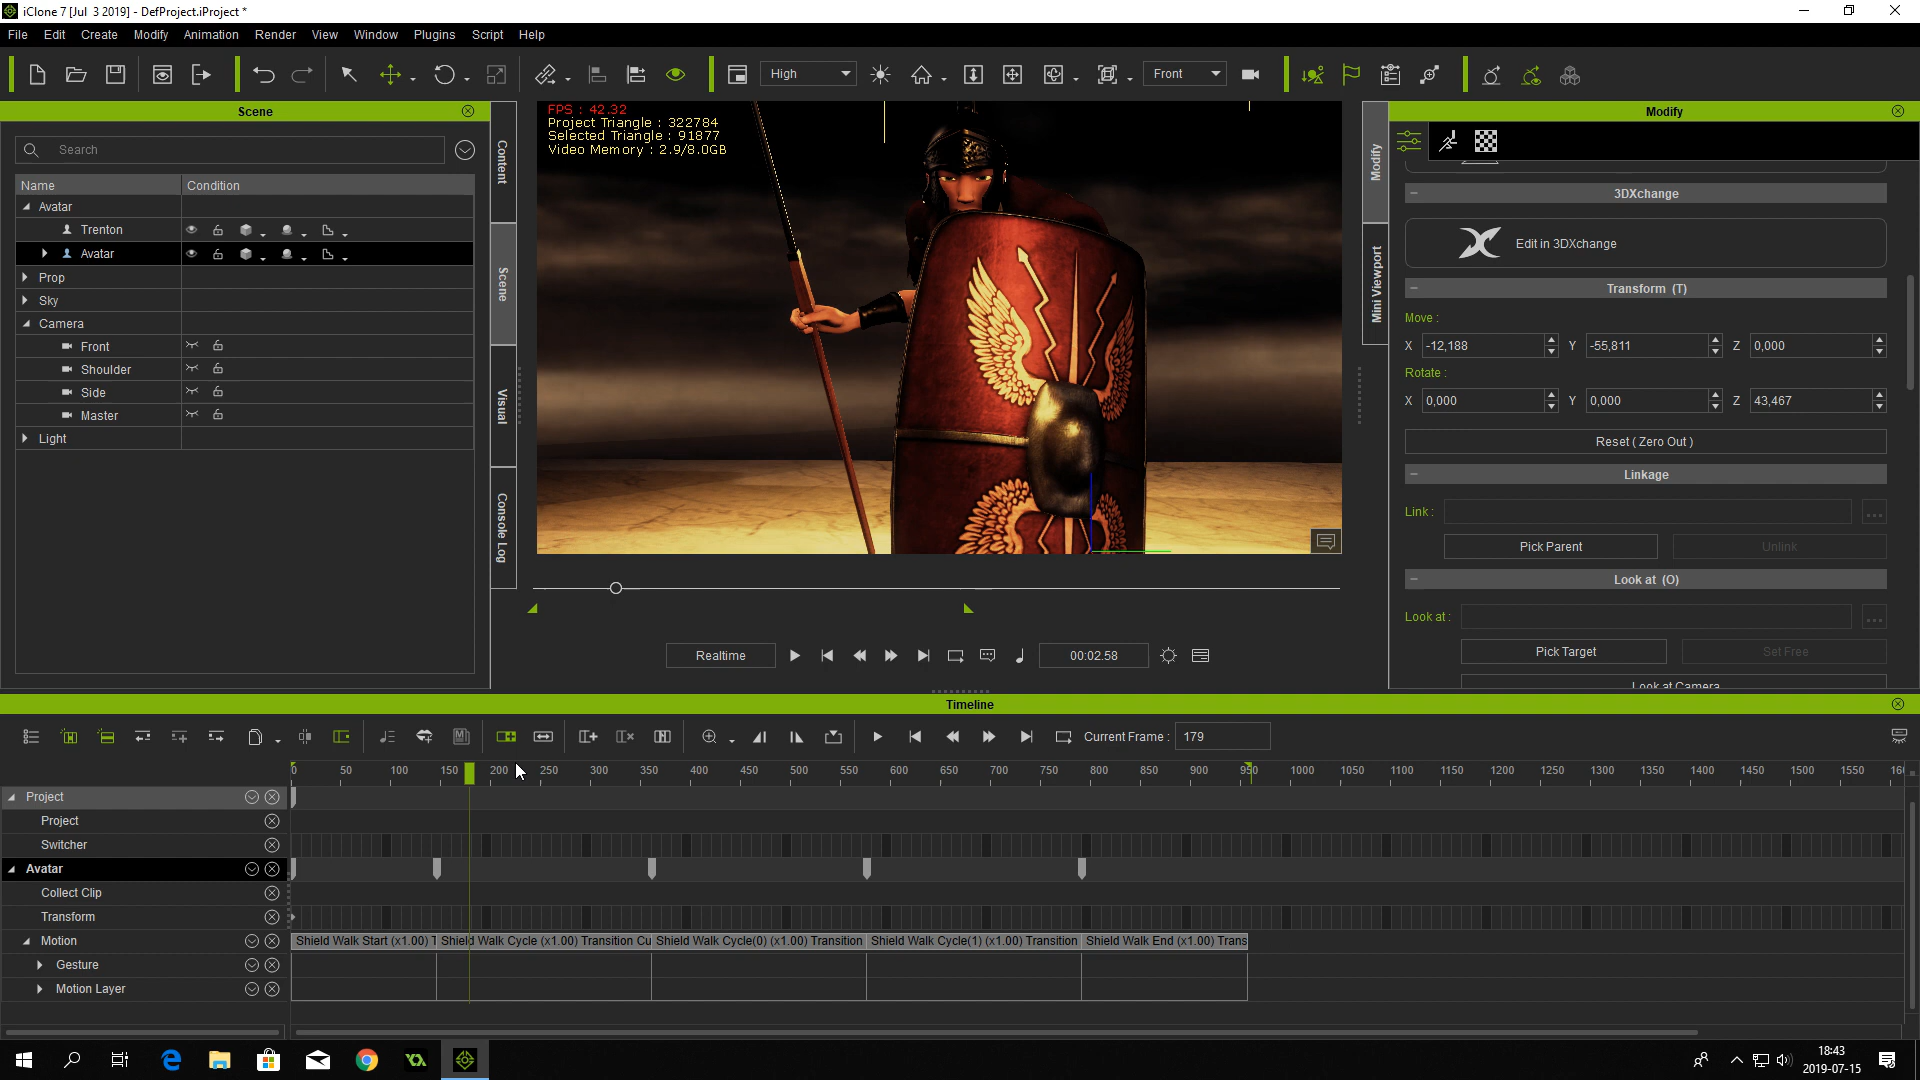 iClone 7 [Jul  3 2019] - DefProject.iProject *
File Edit Create Modify Animation Render View Window Plugins Script Help
High
Front
Scene
Search
Name Condition
Avatar
Trenton
Avatar
Prop
Sky
Camera
Front
Shoulder
Side
Master
Light
Content
Scene
Visual
Console Log
FPS : 42.32
Project Triangle : 322784
Selected Triangle : 91877
Video Memory : 2.9/8.0GB
Modify
Mini Viewport
Modify
3DXchange
Edit in 3DXchange
Transform (T)
Move :
X -12,188 Y -55,811 Z 0,000
Rotate :
X 0,000 Y 0,000 Z 43,467
Reset ( Zero Out )
Linkage
Link :
...
Pick Parent Unlink
Look at (O)
Look at :
...
Pick Target Set Free
Look at Camera
Realtime
00:02.58
Timeline
Current Frame : 179
0 50 100 150 200 250 300 350 400 450 500 550 600 650 700 750 800 850 900 950 1000 1050 1100 1150 1200 1250 1300 1350 1400 1450 1500 1550
Project
Project
Switcher
Avatar
Collect Clip
Transform
Motion
Shield Walk Start (x1.00) T Shield Walk Cycle (x1.00) Transition Cu Shield Walk Cycle(0) (x1.00) Transition Shield Walk Cycle(1) (x1.00) Transition Shield Walk End (x1.00) Trans
Gesture
Motion Layer
18:43
2019-07-15